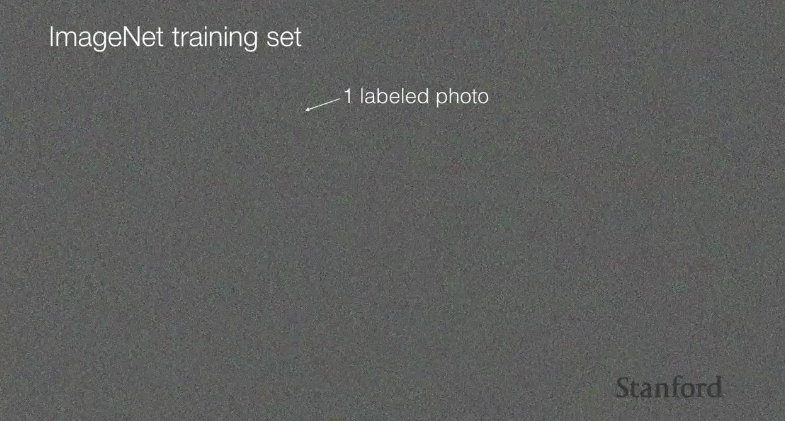 ImageNet training set
1 labeled photo
Stanford